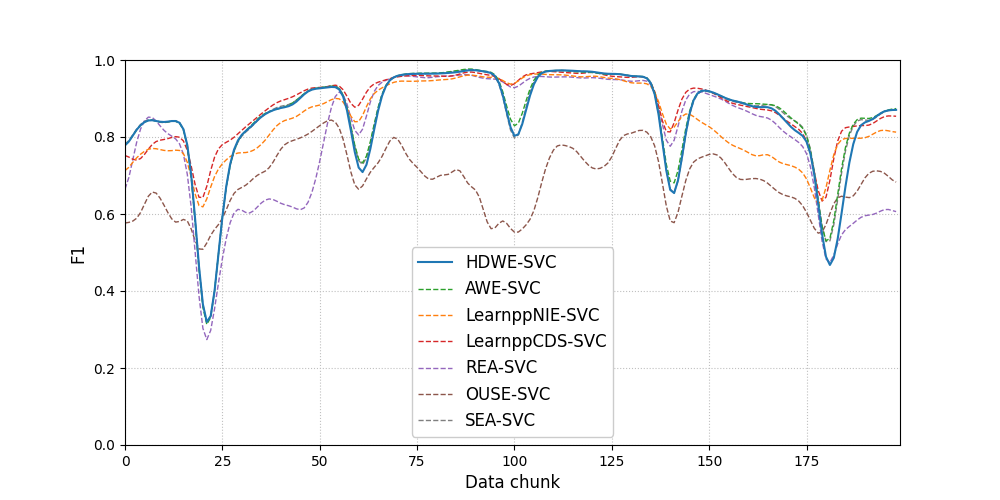 F1
1.0
0.8
0.6
0.4
0.2
0.0
HDWE-SVC
AWE-SVC
LearnppNIE-SVC
LearnppCDS-SVC
REA-SVC
OUSE-SVC
SEA-SVC
0 25 50 75 100 125 150 175
Data chunk